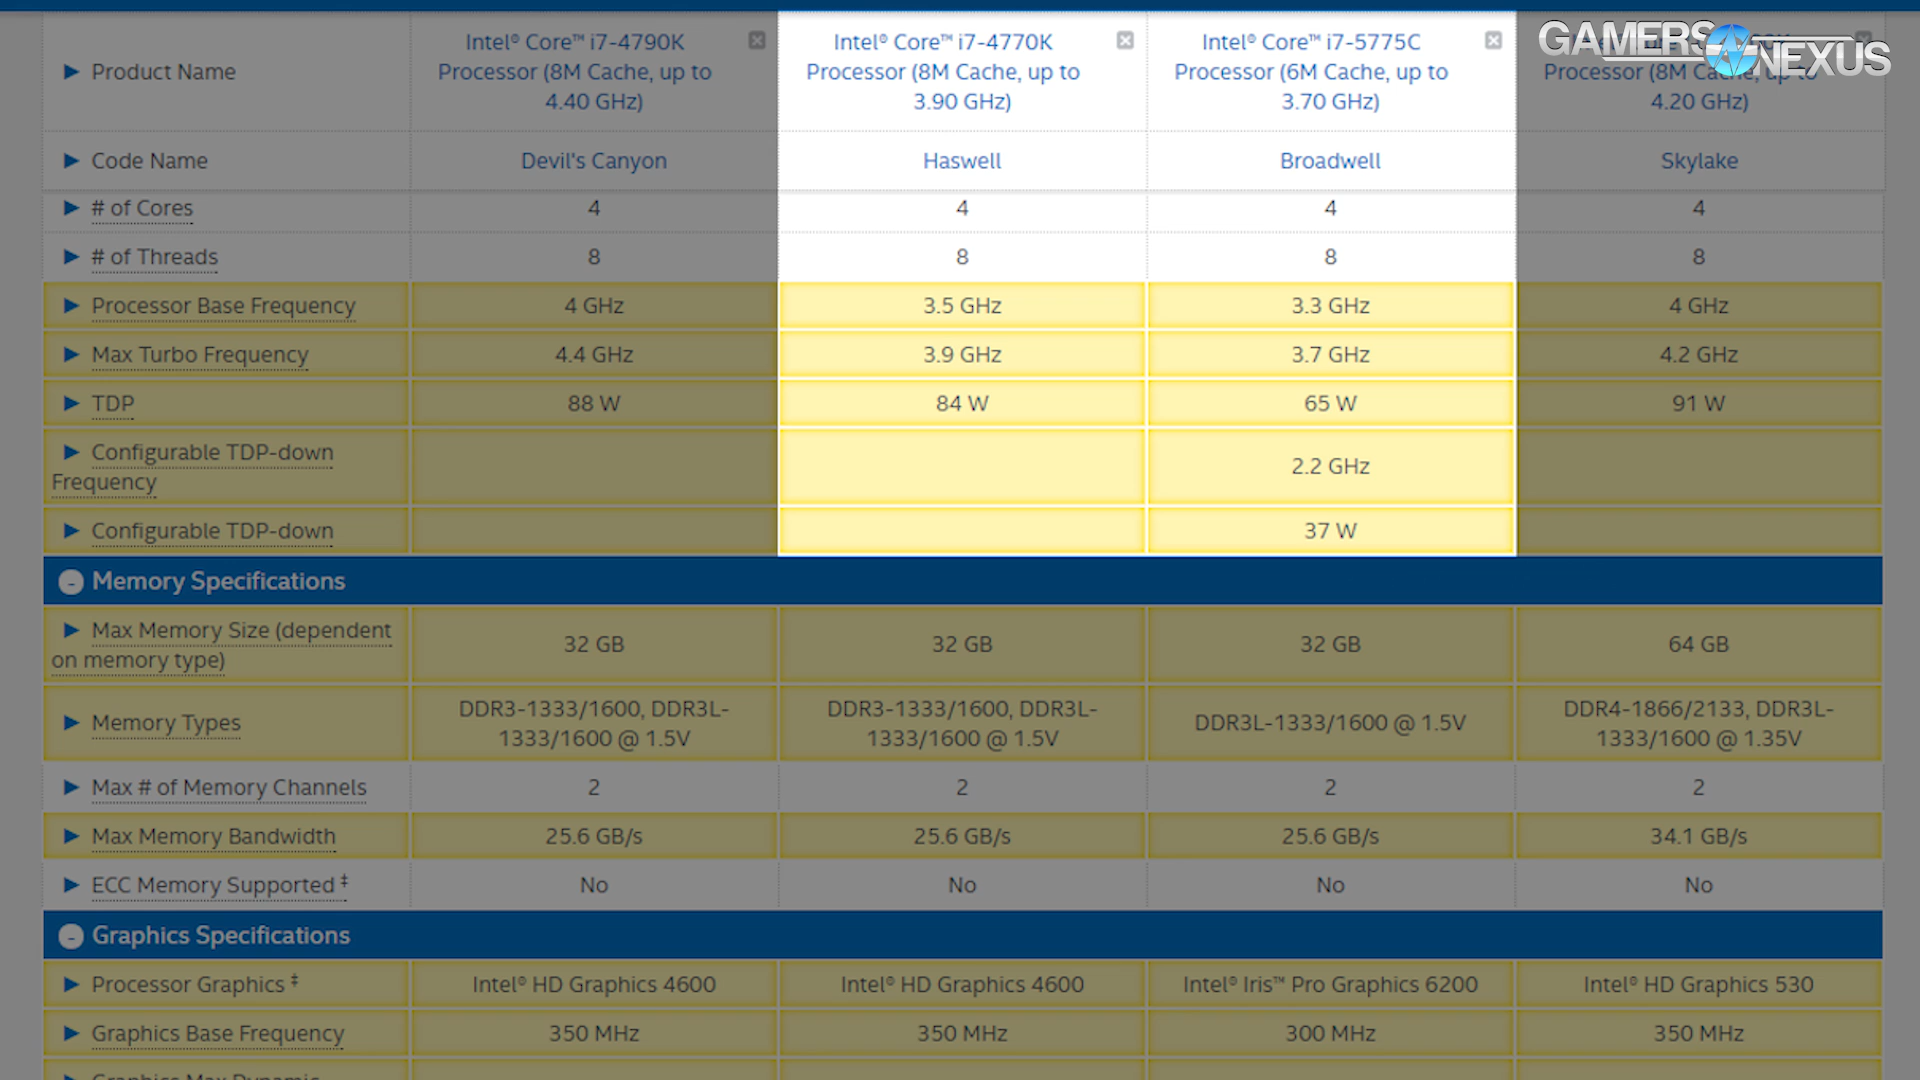 GAMERS NEXUS
Product Name
Intel® Core™ i7-4790K
Processor (8M Cache, up to
4.40 GHz)
Intel® Core™ i7-4770K
Processor (8M Cache, up to
3.90 GHz)
Intel® Core™ i7-5775C
Processor (6M Cache, up to
3.70 GHz)
Processor (8M Cache, up to
4.20 GHz)
Code Name Devil's Canyon Haswell Broadwell Skylake
# of Cores 4 4 4 4
# of Threads 8 8 8 8
Processor Base Frequency 4 GHz 3.5 GHz 3.3 GHz 4 GHz
Max Turbo Frequency 4.4 GHz 3.9 GHz 3.7 GHz 4.2 GHz
TDP 88 W 84 W 65 W 91 W
Configurable TDP-down
Frequency
2.2 GHz
Configurable TDP-down 37 W
- Memory Specifications
Max Memory Size (dependent
on memory type)
32 GB 32 GB 32 GB 64 GB
Memory Types
DDR3-1333/1600, DDR3L-
1333/1600 @ 1.5V
DDR3-1333/1600, DDR3L-
1333/1600 @ 1.5V
DDR3L-1333/1600 @ 1.5V
DDR4-1866/2133, DDR3L-
1333/1600 @ 1.35V
Max # of Memory Channels 2 2 2 2
Max Memory Bandwidth 25.6 GB/s 25.6 GB/s 25.6 GB/s 34.1 GB/s
ECC Memory Supported ‡ No No No No
- Graphics Specifications
Processor Graphics ‡ Intel® HD Graphics 4600 Intel® HD Graphics 4600 Intel® Iris™ Pro Graphics 6200 Intel® HD Graphics 530
Graphics Base Frequency 350 MHz 350 MHz 300 MHz 350 MHz
Graphics Max Dynamic